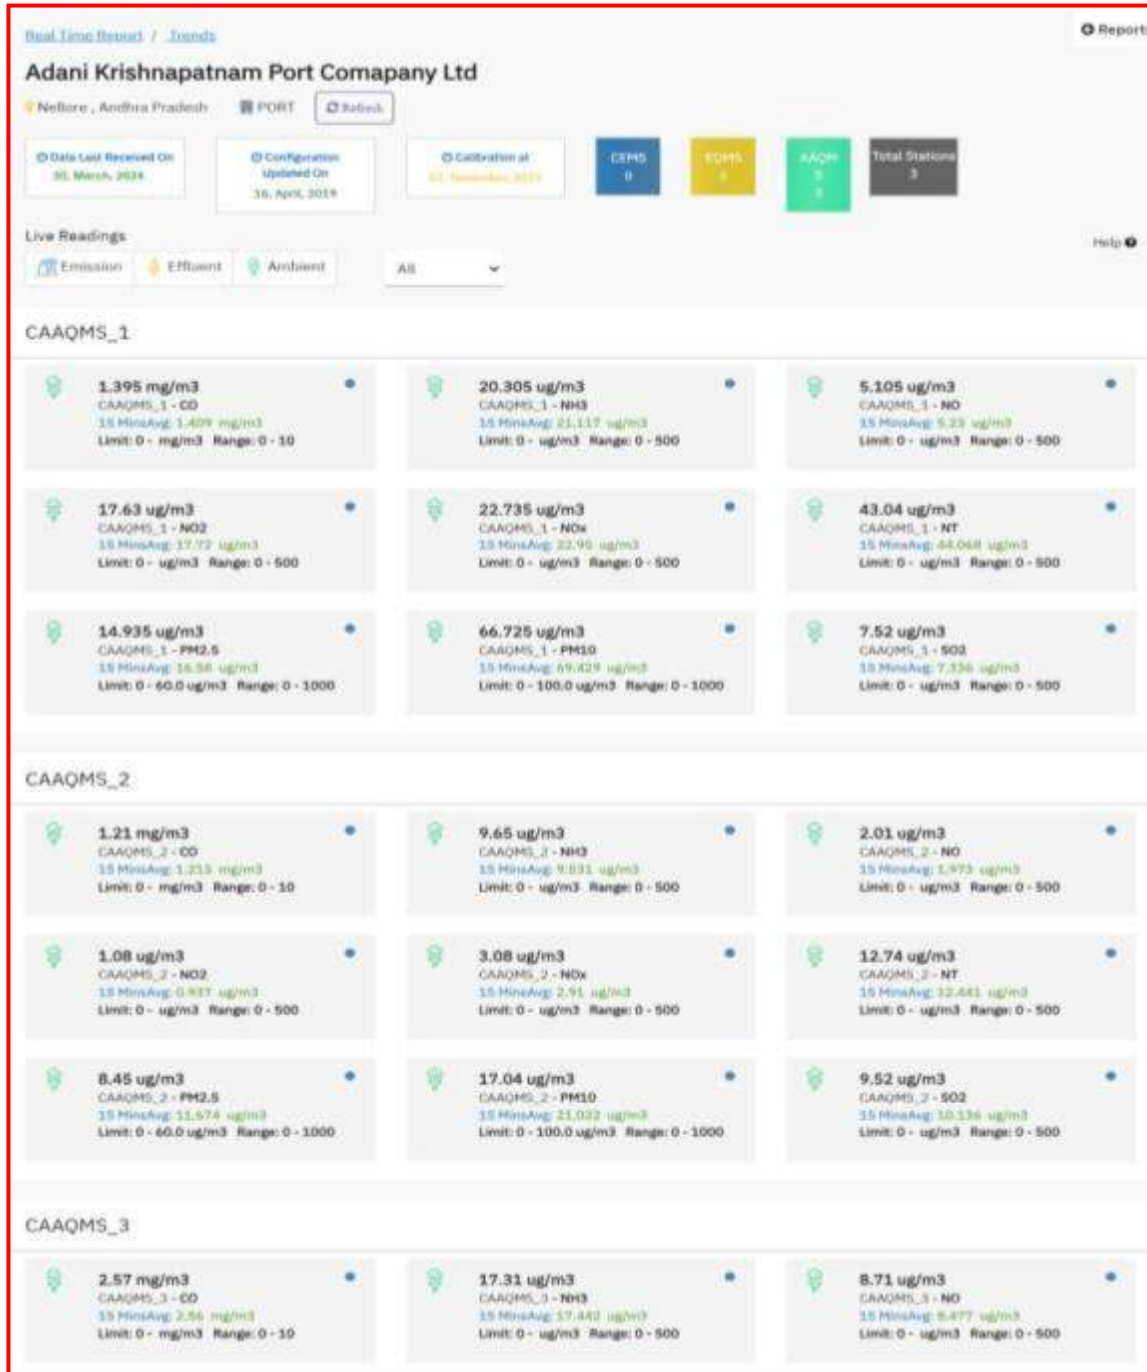 Real Time Report / Trends
Reports
Adani Krishnapatnam Port Comapany Ltd
Nellore , Andhra Pradesh PORT Refresh
Data Last Received On
30, March, 2024
Configuration Updated On
16, April, 2019
Calibration at
November,
CEMS
0
EQMS
AAQM
S
3
Total Stations
3
Live Readings
Help
Emission Effluent Ambient All
CAAQMS_1
1.395 mg/m3
CAAQMS_1 - CO
15 MinsAvg: 1.409 mg/m3
Limit: 0 - mg/m3 Range: 0 - 10
20.305 ug/m3
CAAQMS_1 - NH3
15 MinsAvg: 21.117 ug/m3
Limit: 0 - ug/m3 Range: 0 - 500
5.105 ug/m3
CAAQMS_1 - NO
15 MinsAvg: 5.23 ug/m3
Limit: 0 - ug/m3 Range: 0 - 500
17.63 ug/m3
CAAQMS_1 - NO2
15 MinsAvg: 17.72 ug/m3
Limit: 0 - ug/m3 Range: 0 - 500
22.735 ug/m3
CAAQMS_1 - NOx
15 MinsAvg: 22.95 ug/m3
Limit: 0 - ug/m3 Range: 0 - 500
43.04 ug/m3
CAAQMS_1 - NT
15 MinsAvg: 44.068 ug/m3
Limit: 0 - ug/m3 Range: 0 - 500
14.935 ug/m3
CAAQMS_1 - PM2.5
15 MinsAvg: 16.58 ug/m3
Limit: 0 - 60.0 ug/m3 Range: 0 - 1000
66.725 ug/m3
CAAQMS_1 - PM10
15 MinsAvg: 69.429 ug/m3
Limit: 0 - 100.0 ug/m3 Range: 0 - 1000
7.52 ug/m3
CAAQMS_1 - SO2
15 MinsAvg: 7.336 ug/m3
Limit: 0 - ug/m3 Range: 0 - 500
CAAQMS_2
1.21 mg/m3
CAAQMS_2 - CO
15 MinsAvg: 1.213 mg/m3
Limit: 0 - mg/m3 Range: 0 - 10
9.65 ug/m3
CAAQMS_2 - NH3
15 MinsAvg: 9.831 ug/m3
Limit: 0 - ug/m3 Range: 0 - 500
2.01 ug/m3
CAAQMS_2 - NO
15 MinsAvg: 1.973 ug/m3
Limit: 0 - ug/m3 Range: 0 - 500
1.08 ug/m3
CAAQMS_2 - NO2
15 MinsAvg: 0.937 ug/m3
Limit: 0 - ug/m3 Range: 0 - 500
3.08 ug/m3
CAAQMS_2 - NOx
15 MinsAvg: 2.91 ug/m3
Limit: 0 - ug/m3 Range: 0 - 500
12.74 ug/m3
CAAQMS_2 - NT
15 MinsAvg: 12.441 ug/m3
Limit: 0 - ug/m3 Range: 0 - 500
8.45 ug/m3
CAAQMS_2 - PM2.5
15 MinsAvg: 11.674 ug/m3
Limit: 0 - 60.0 ug/m3 Range: 0 - 1000
17.04 ug/m3
CAAQMS_2 - PM10
15 MinsAvg: 21.022 ug/m3
Limit: 0 - 100.0 ug/m3 Range: 0 - 1000
9.52 ug/m3
CAAQMS_2 - SO2
15 MinsAvg: 10.136 ug/m3
Limit: 0 - ug/m3 Range: 0 - 500
CAAQMS_3
2.57 mg/m3
CAAQMS_3 - CO
15 MinsAvg: 2.56 mg/m3
Limit: 0 - mg/m3 Range: 0 - 10
17.31 ug/m3
CAAQMS_3 - NH3
15 MinsAvg: 17.442 ug/m3
Limit: 0 - ug/m3 Range: 0 - 500
8.71 ug/m3
CAAQMS_3 - NO
15 MinsAvg: 8.477 ug/m3
Limit: 0 - ug/m3 Range: 0 - 500